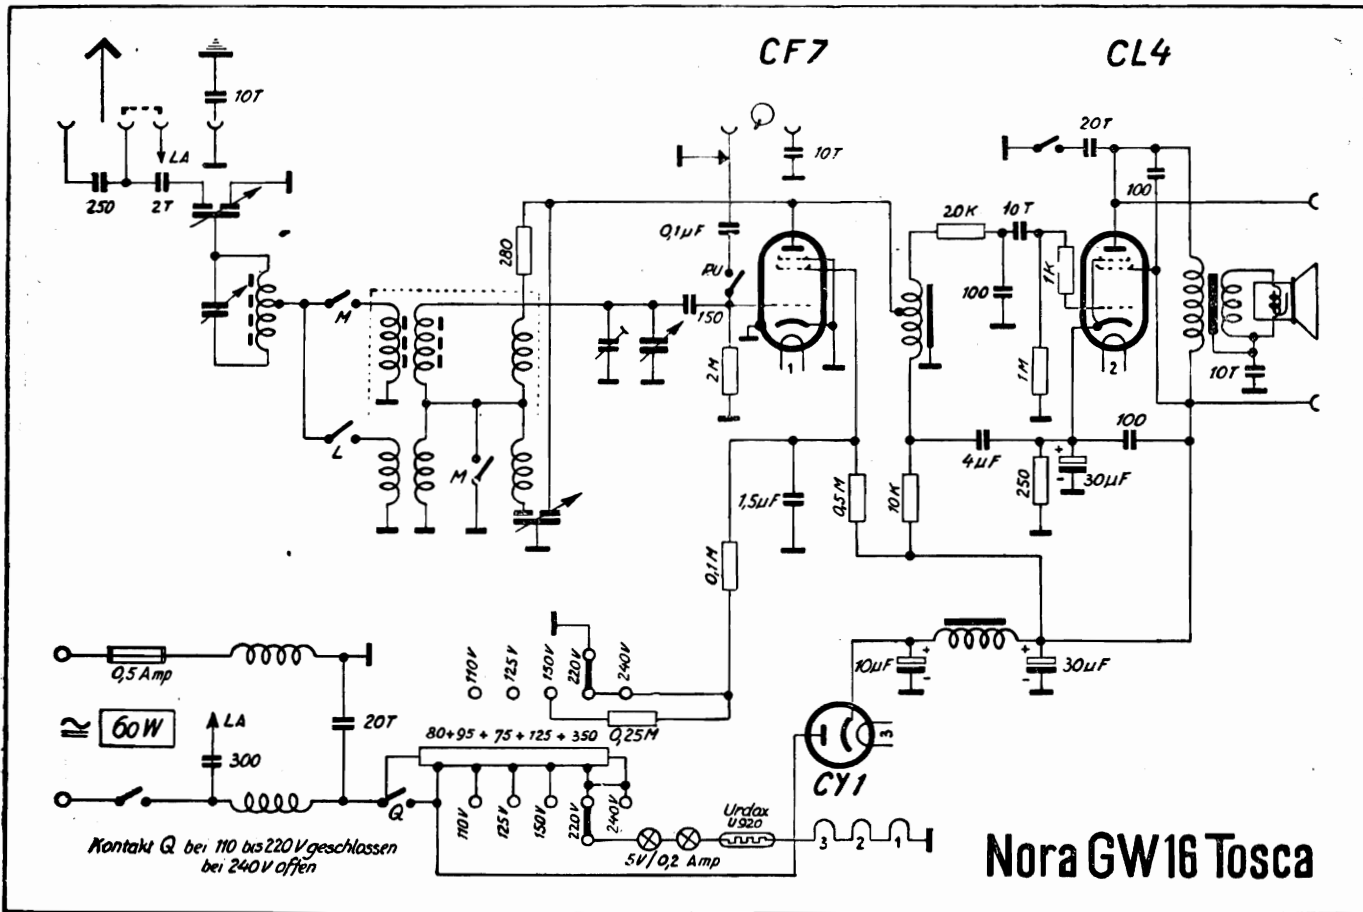 CF7
CL4
10T
LA
250
2T
M
L
280
M
0,1µF
10T
P.U
150
2M
1
20K
10T
100
1K
1M
20T
100
2
10T
100
4µF
250
30µF
1,5µF
0,5M
10K
0,1M
10µF
30µF
0,5 Amp
60W
LA
300
20T
110V
125V
150V
220V
240V
0,25M
80+95 + 75 + 125 + 350
Q
110V
125V
150V
220V
240V
Urdox
U920
5V/0,2 Amp
3
2
1
3
CY1
Kontakt Q bei 110 bis 220 V geschlossen
bei 240 V offen
Nora GW16 Tosca